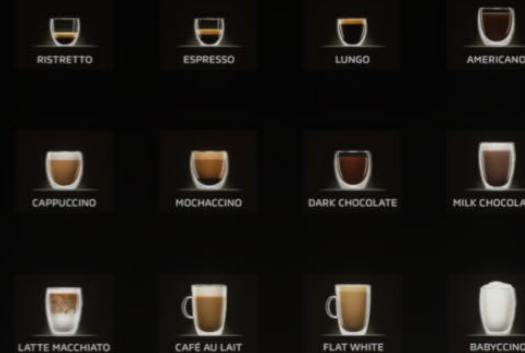 RISTRETTO
ESPRESSO
LUNGO
AMERICANO
CAPPUCCINO
MOCHACCINO
DARK CHOCOLATE
MILK CHOCOLA
LATTE MACCHIATO
CAFÉ AU LAIT
FLAT WHITE
BABYCCINO